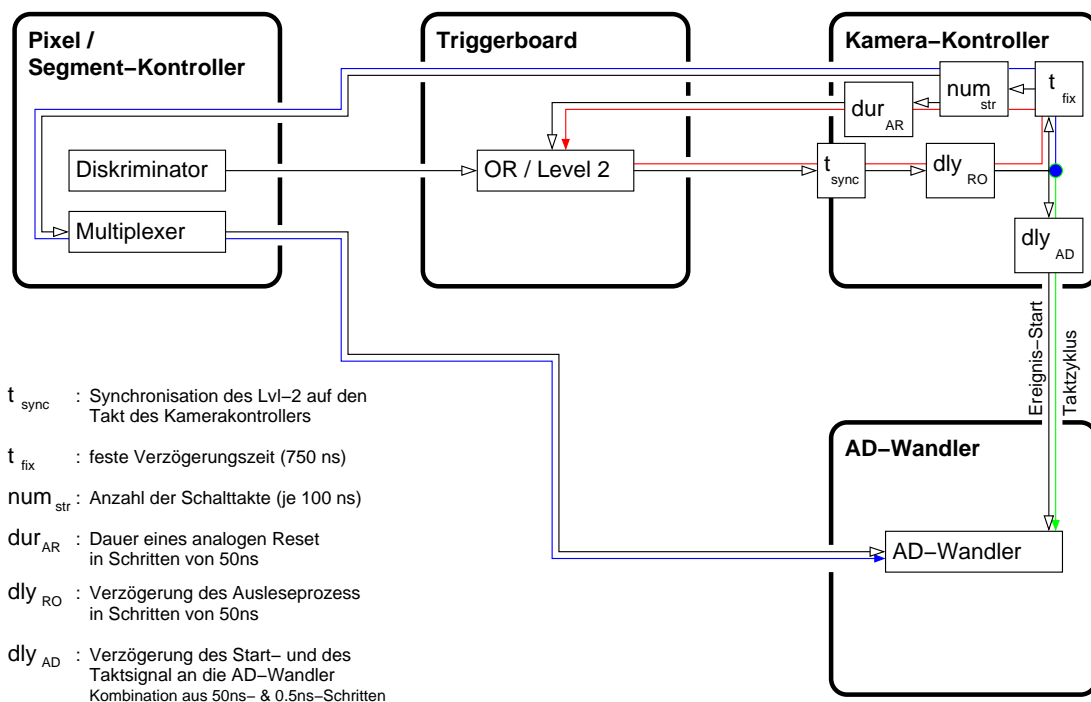 Pixel /
Segment−Kontroller
Triggerboard
Kamera−Kontroller
num str
t fix
dur AR
Diskriminator
OR / Level 2
t sync
dly RO
Multiplexer
dly AD
Ereignis−Start
Taktzyklus
t sync : Synchronisation des Lvl−2 auf den
Takt des Kamerakontrollers
t fix : feste Verzögerungszeit (750 ns)
num str : Anzahl der Schalttakte (je 100 ns)
dur AR : Dauer eines analogen Reset
in Schritten von 50ns
dly RO : Verzögerung des Ausleseprozess
in Schritten von 50ns
dly AD : Verzögerung des Start− und des
Taktsignal an die AD−Wandler
Kombination aus 50ns− & 0.5ns−Schritten
AD−Wandler
AD−Wandler